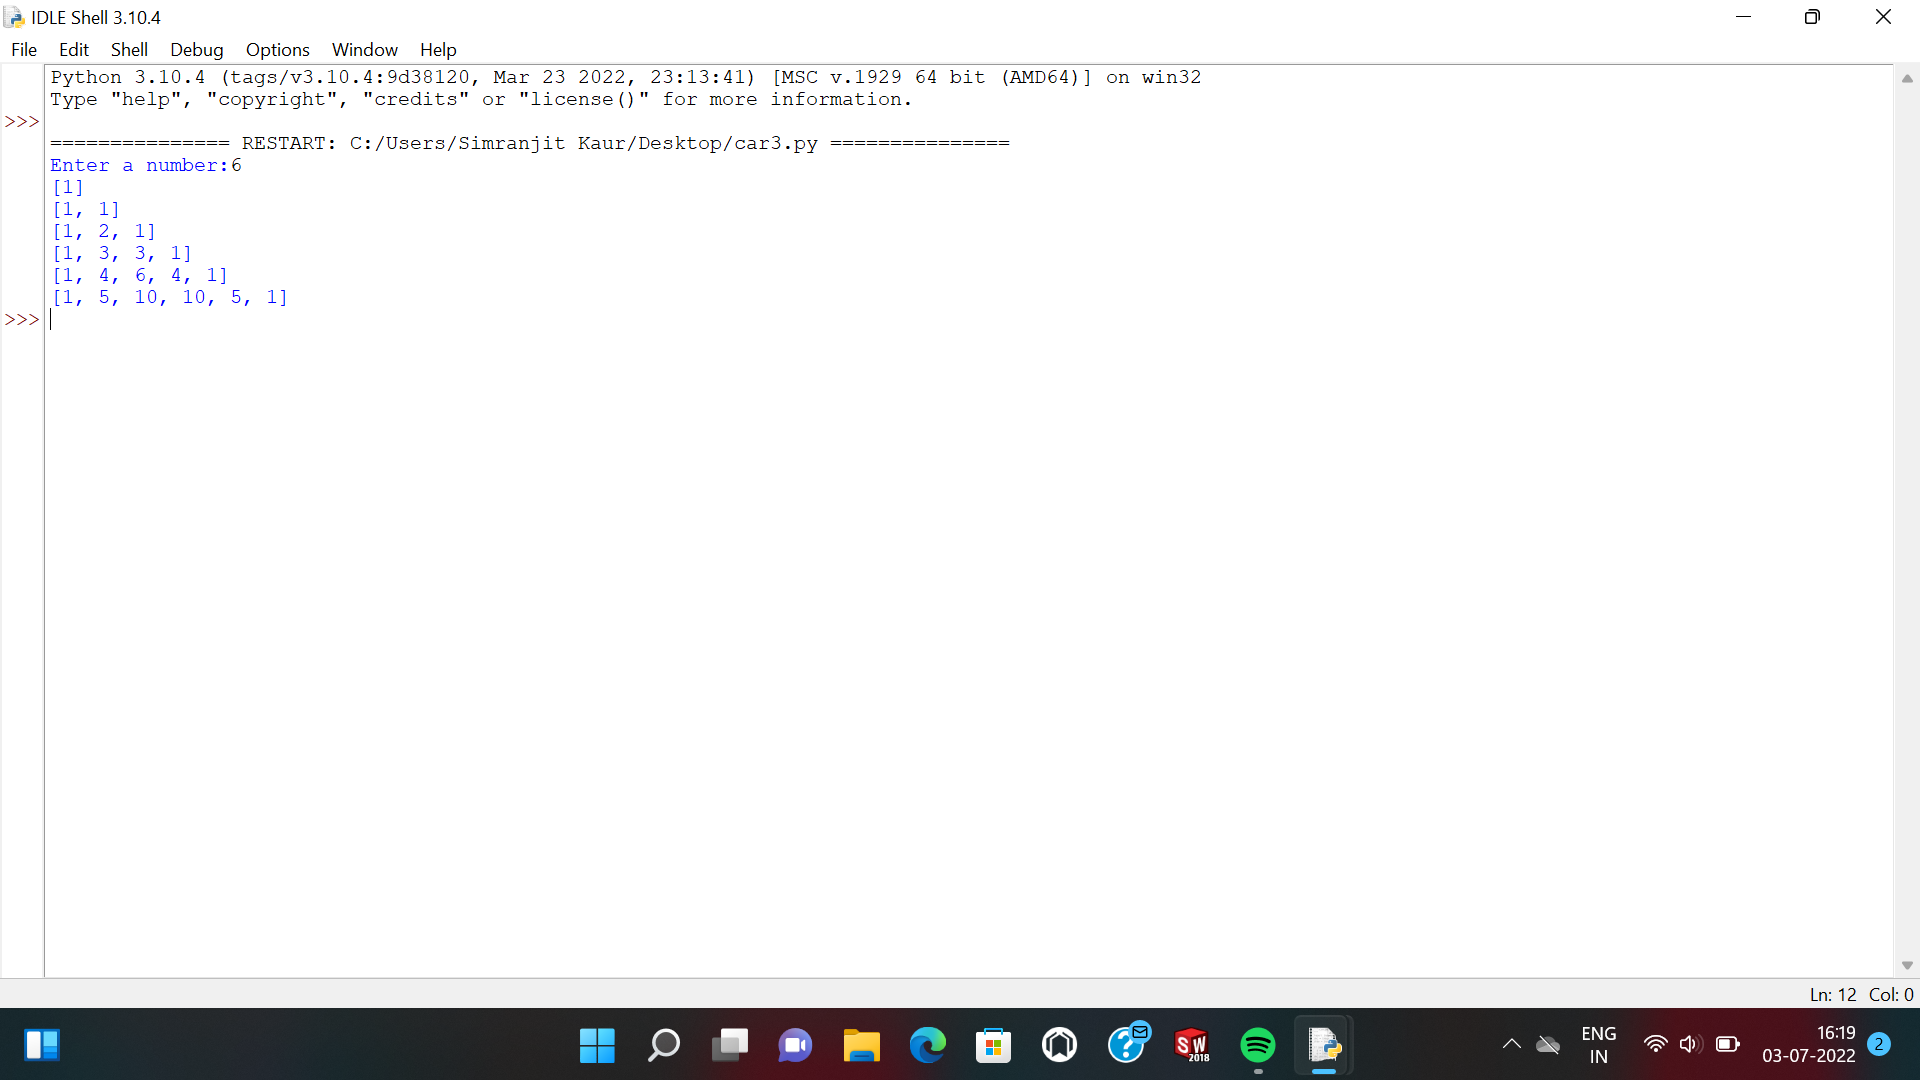 IDLE Shell 3.10.4
File Edit Shell Debug Options Window Help
Python 3.10.4 (tags/v3.10.4:9d38120, Mar 23 2022, 23:13:41) [MSC v.1929 64 bit (AMD64)] on win32
Type "help", "copyright", "credits" or "license()" for more information.
>>>
=============== RESTART: C:/Users/Simranjit Kaur/Desktop/car3.py ===============
Enter a number:6
[1]
[1, 1]
[1, 2, 1]
[1, 3, 3, 1]
[1, 4, 6, 4, 1]
[1, 5, 10, 10, 5, 1]
>>>
Ln: 12 Col: 0
SW
2018
ENG
IN
16:19
03-07-2022
2